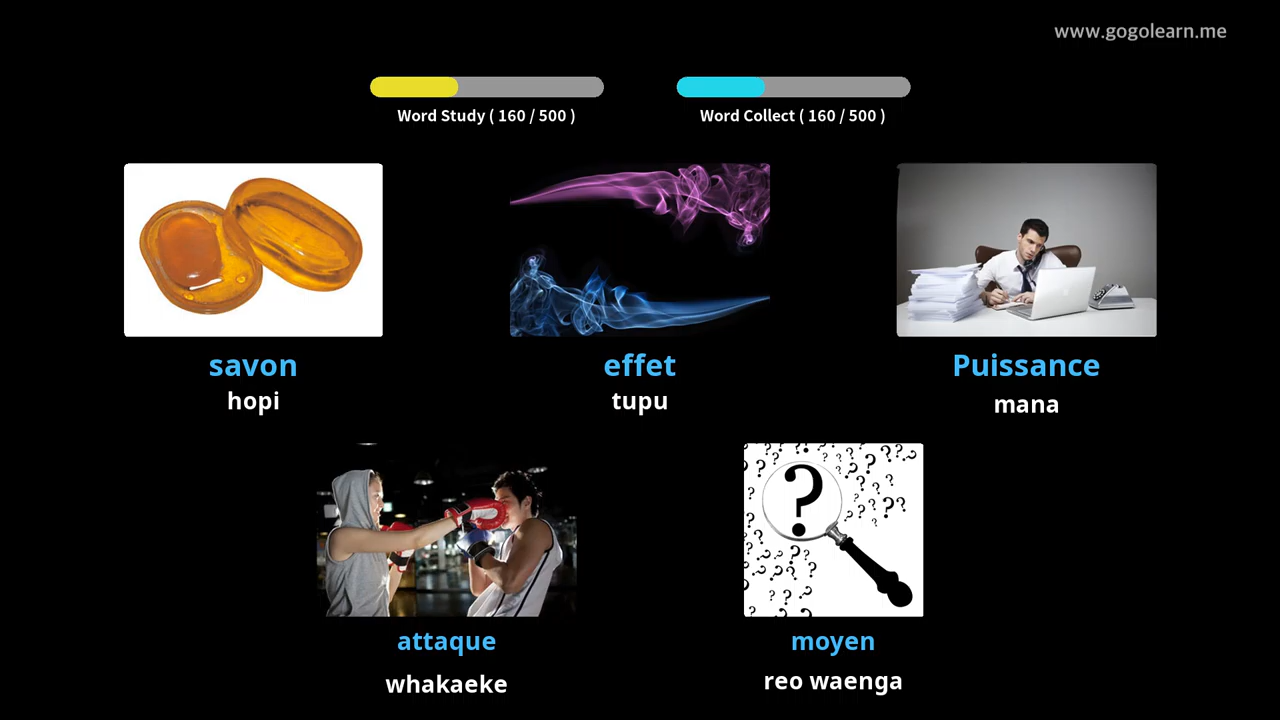 www.gogolearn.me
Word Study ( 160 / 500 )
Word Collect ( 160 / 500 )
savon
hopi
effet
tupu
Puissance
mana
attaque
whakaeke
moyen
reo waenga